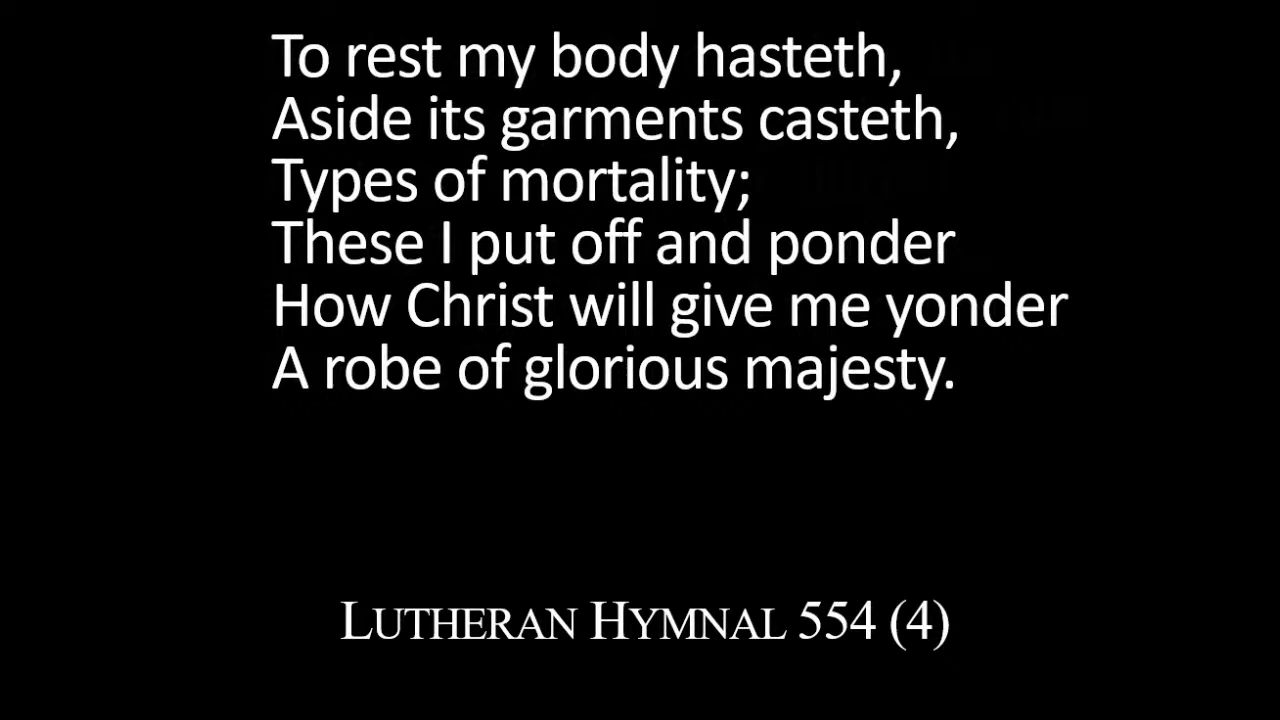 To rest my body hasteth,
Aside its garments casteth,
Types of mortality;
These I put off and ponder
How Christ will give me yonder
A robe of glorious majesty.
LUTHERAN HYMNAL 554 (4)